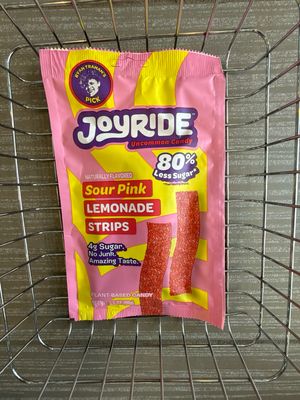 RYAN TRAHAN'S
PICK
JOYRIDE
Uncommon Candy
80%
Less Sugar*
NATURALLY FLAVORED
Sour Pink
LEMONADE
STRIPS
4g Sugar.
No Junk.
Amazing Taste.
PLANT-BASED CANDY